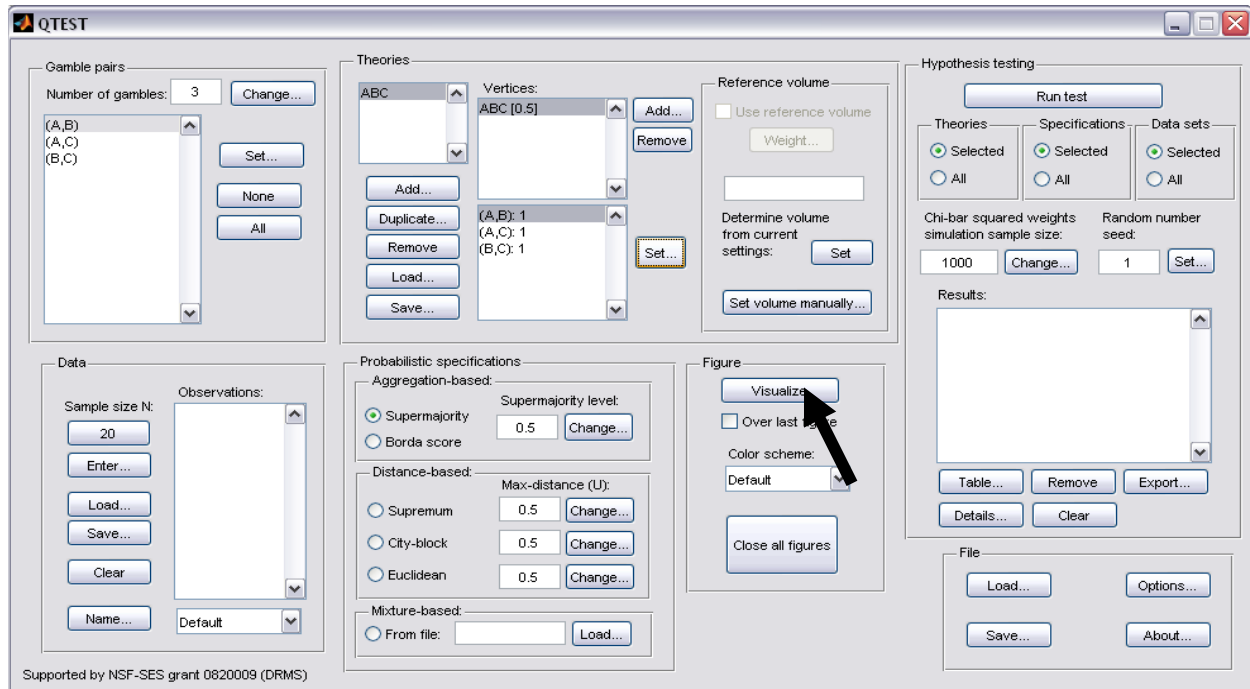 QTEST
Gamble pairs
Number of gambles: 3 Change...
(A,B)
(A,C)
(B,C)
Set...
None
All
Theories
ABC
Add...
Duplicate...
Remove
Load...
Save...
Vertices:
ABC [0.5]
Add...
Remove
(A,B): 1
(A,C): 1
(B,C): 1
Set...
Reference volume
Use reference volume
Weight...
Determine volume
from current
settings: Set
Set volume manually...
Hypothesis testing
Run test
Theories
Selected
All
Specifications
Selected
All
Data sets
Selected
All
Chi-bar squared weights
simulation sample size:
1000 Change...
Random number
seed:
1 Set...
Results:
Table... Remove Export...
Details... Clear
Data
Sample size N:
20
Enter...
Load...
Save...
Clear
Name...
Observations:
Default
Probabilistic specifications
Aggregation-based:
Supermajority level:
Supermajority 0.5 Change...
Borda score
Distance-based:
Max-distance (U):
Supremum 0.5 Change...
City-block 0.5 Change...
Euclidean 0.5 Change...
Mixture-based:
From file: Load...
Figure
Visualize
Over last figure
Color scheme:
Default
Close all figures
File
Load... Options...
Save... About...
Supported by NSF-SES grant 0820009 (DRMS)